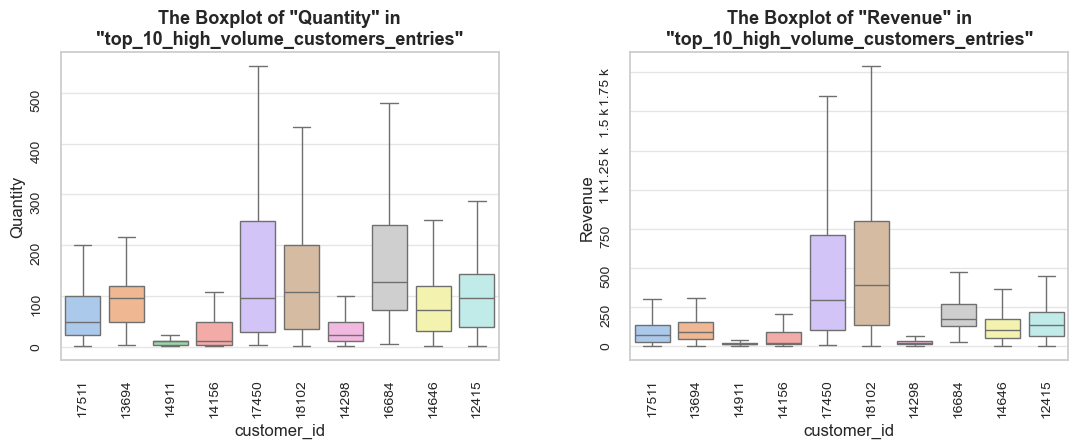 The Boxplot of "Quantity" in
"top_10_high_volume_customers_entries"
Quantity
500
400
300
200
100
0
17511
13694
14911
14156
17450
18102
14298
16684
14646
12415
customer_id
The Boxplot of "Revenue" in
"top_10_high_volume_customers_entries"
Revenue
1.75 k
1.5 k
1.25 k
1 k
750
500
250
0
17511
13694
14911
14156
17450
18102
14298
16684
14646
12415
customer_id